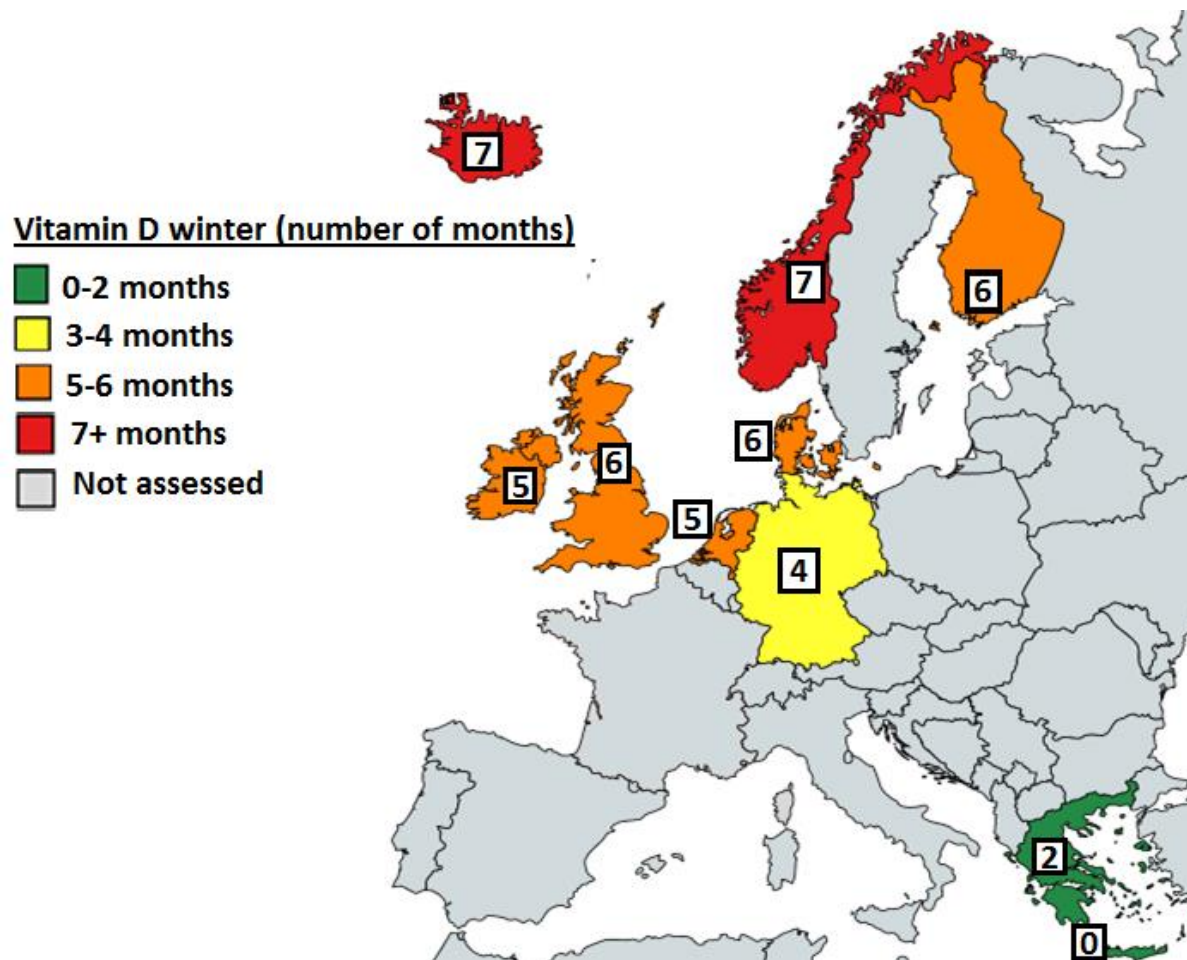 7
Vitamin D winter (number of months)
0-2 months
7
6
3-4 months
5-6 months
7+ months
6
6
5
Not assessed
5
4
2
0